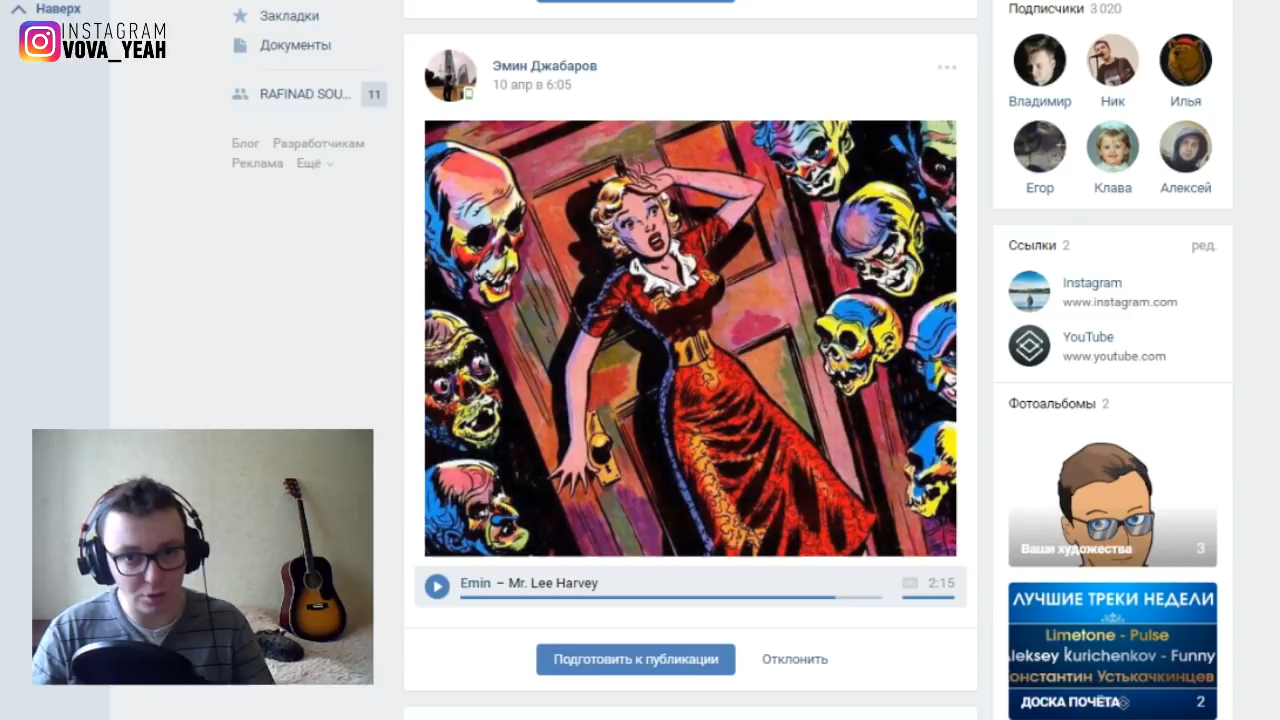 Наверх
INSTAGRAM
VOVA_YEAH
Закладки
Документы
RAFINAD SOU... 11
Блог Разработчикам
Реклама Ещё
Эмин Джабаров
10 апр в 6:05
Emin – Mr. Lee Harvey 2:15
Подготовить к публикации Отклонить
Подписчики 3 020
Владимир Ник Илья
Егор Клава Алексей
Ссылки 2 ред.
Instagram
www.instagram.com
YouTube
www.youtube.com
Фотоальбомы 2
Ваши художества 3
ЛУЧШИЕ ТРЕКИ НЕДЕЛИ
Limetone - Pulse
leksey kurichenkov - Funny
онстантин Устькачкинцев
ДОСКА ПОЧЁТА 2